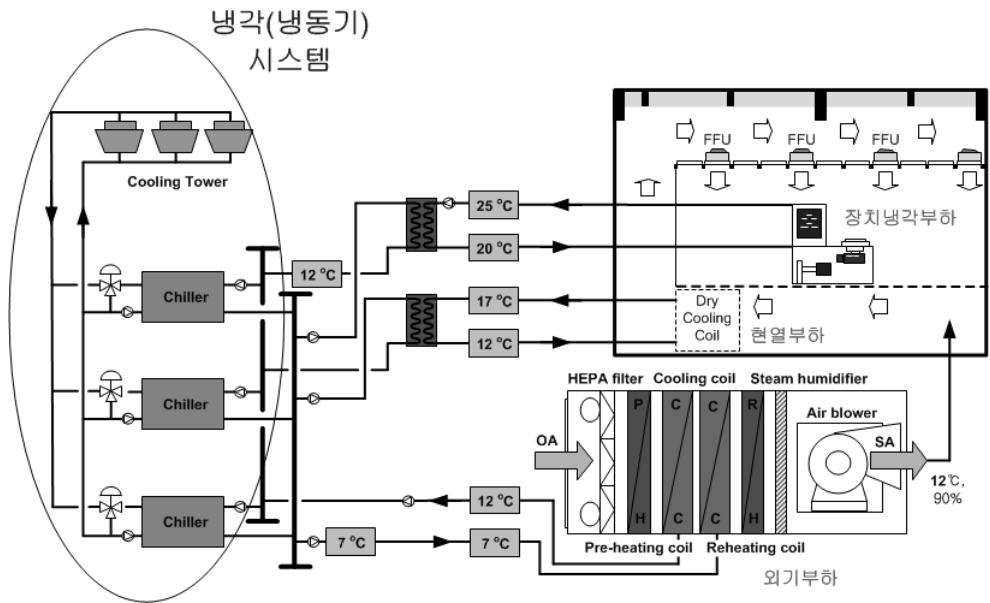 냉각(냉동기)
시스템
Cooling Tower
Chiller
Chiller
Chiller
12 °C
25 °C
20 °C
17 °C
12 °C
12 °C
7 °C
7 °C
FFU
FFU
FFU
장치냉각부하
Dry
Cooling
Coil
현열부하
HEPA filter
Cooling coil
Steam humidifier
OA
P
H
C
C
C
C
R
H
Air blower
SA
12℃,
90%
Pre-heating coil
Reheating coil
외기부하